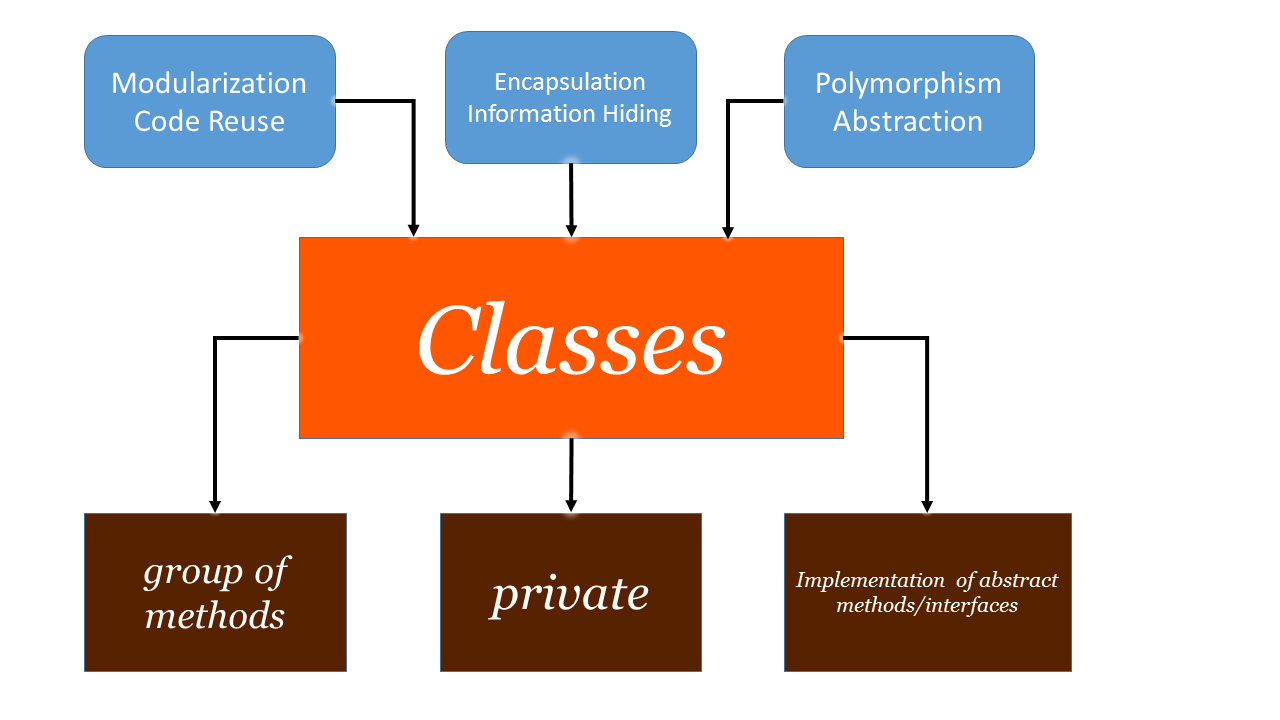 Modularization
Code Reuse
Encapsulation
Information Hiding
Polymorphism
Abstraction
Classes
group of
methods
private
Implementation  of abstract
methods/interfaces